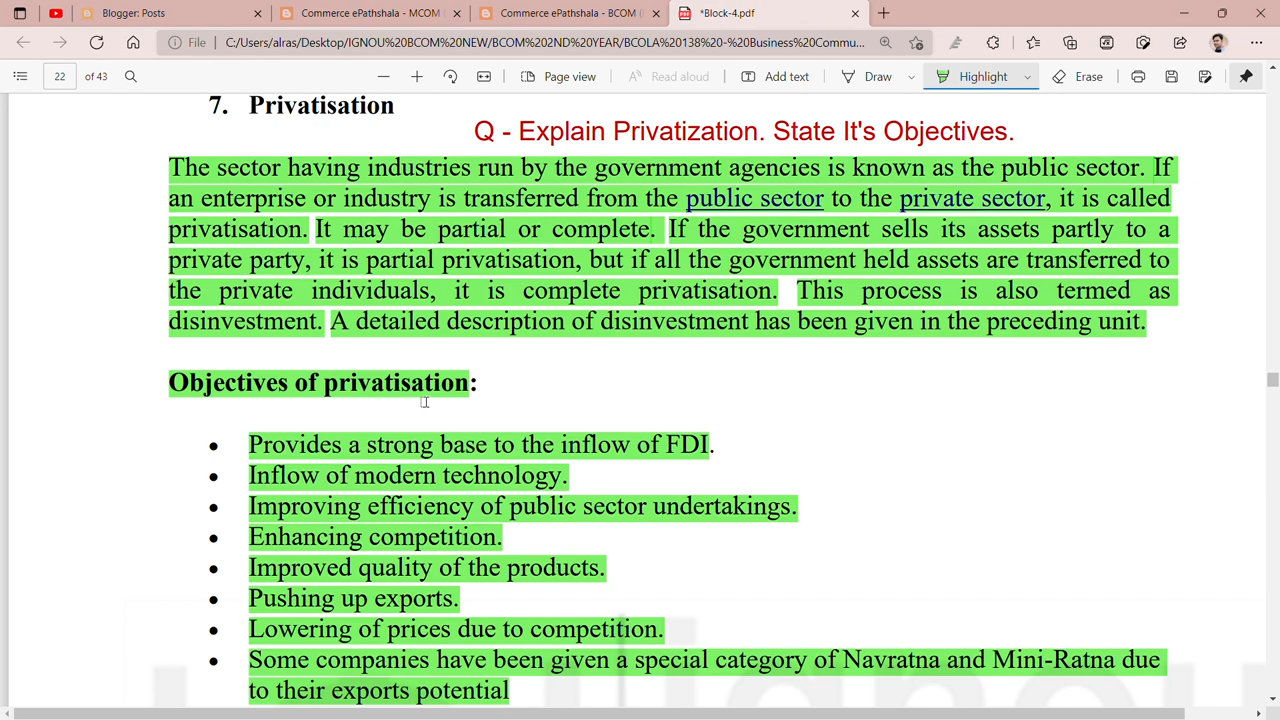 Blogger: Posts
Commerce ePathshala - MCOM
Commerce ePathshala - BCOM
*Block-4.pdf
File
C:/Users/alras/Desktop/IGNOU%20BCOM%20NEW/BCOM%202ND%20YEAR/BCOLA%20138%20-%20Business%20Commu...
22 of 43
Page view
Read aloud
Add text
Draw
Highlight
Erase
7. Privatisation
Q - Explain Privatization. State It's Objectives.
The sector having industries run by the government agencies is known as the public sector. If
an enterprise or industry is transferred from the public sector to the private sector, it is called
privatisation. It may be partial or complete. If the government sells its assets partly to a
private party, it is partial privatisation, but if all the government held assets are transferred to
the private individuals, it is complete privatisation. This process is also termed as
disinvestment. A detailed description of disinvestment has been given in the preceding unit.
Objectives of privatisation:
• Provides a strong base to the inflow of FDI.
• Inflow of modern technology.
• Improving efficiency of public sector undertakings.
• Enhancing competition.
• Improved quality of the products.
• Pushing up exports.
• Lowering of prices due to competition.
• Some companies have been given a special category of Navratna and Mini-Ratna due
to their exports potential